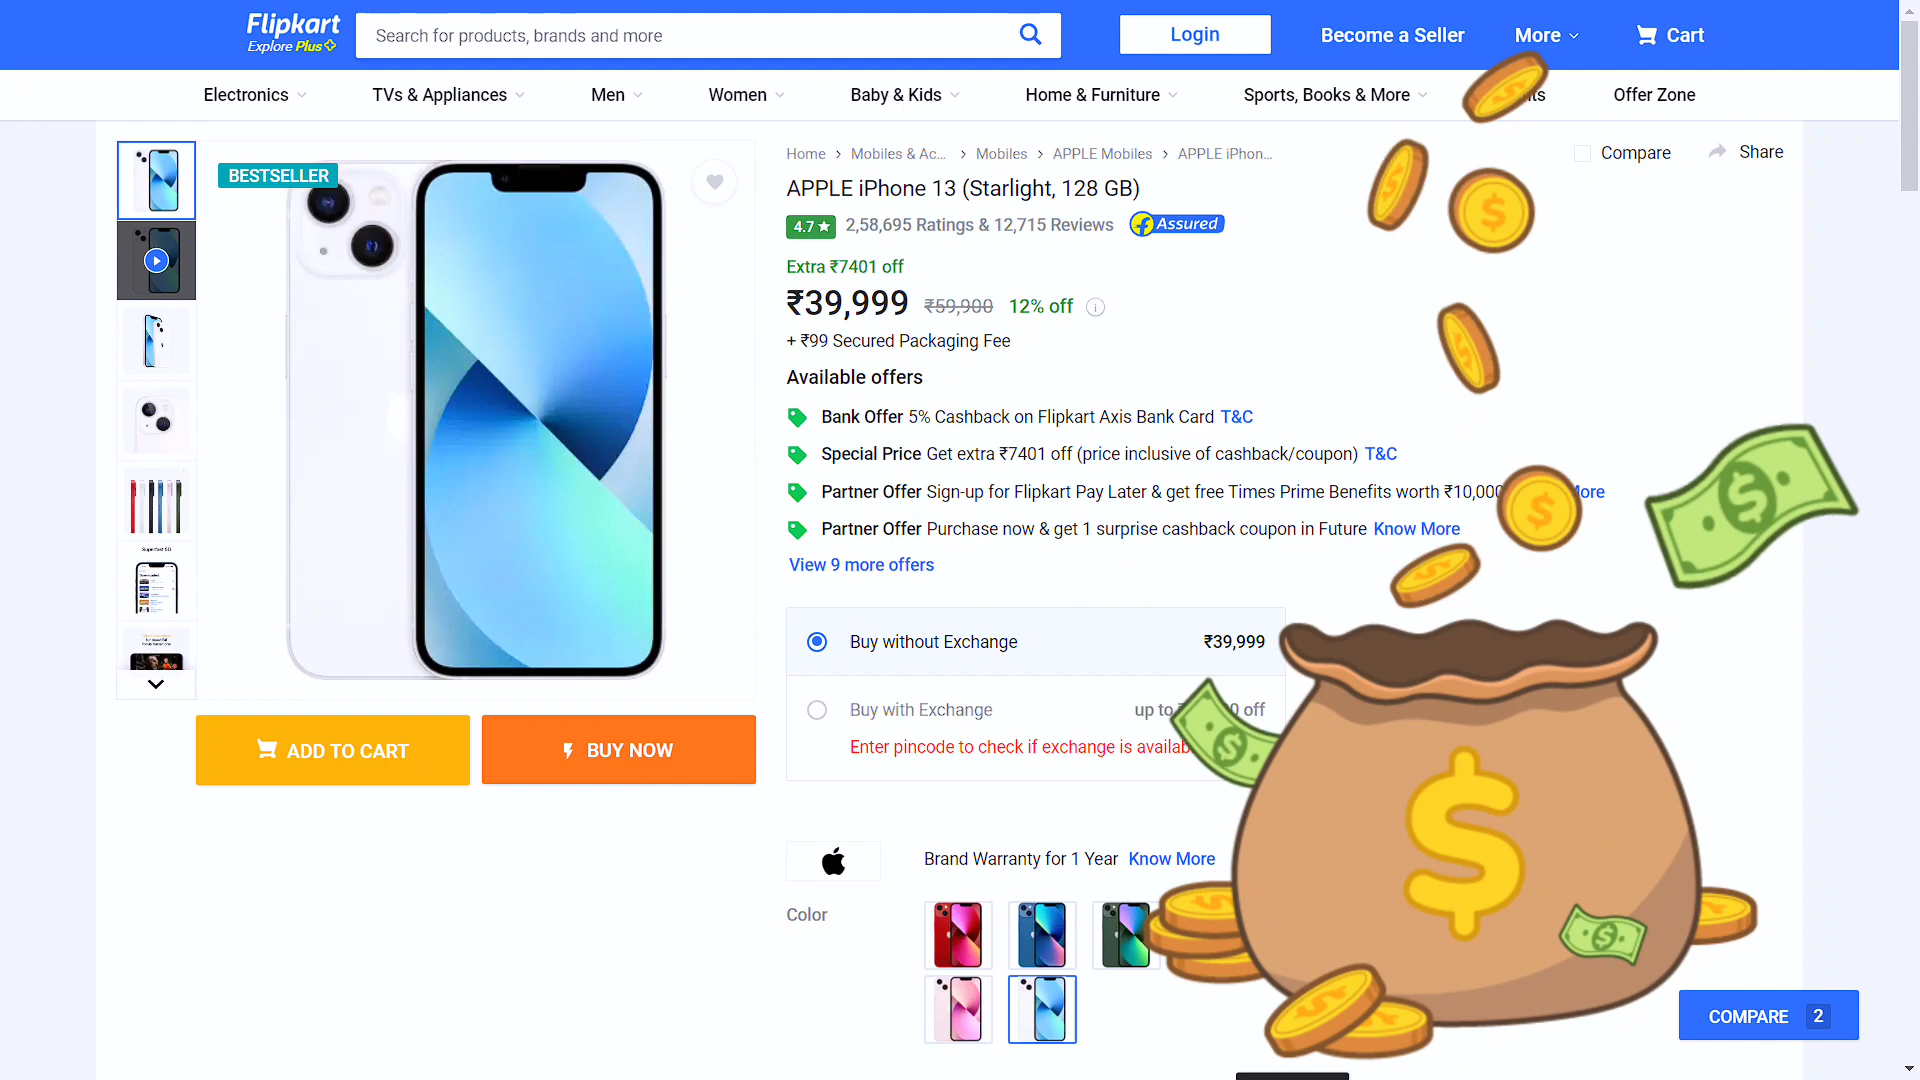 Flipkart
Explore Plus
Search for products, brands and more
Login
Become a Seller
More
Cart
Electronics
TVs & Appliances
Men
Women
Baby & Kids
Home & Furniture
Sports, Books & More
Offer Zone
BESTSELLER
Home > Mobiles & Ac... > Mobiles > APPLE Mobiles > APPLE iPhon...
Compare
Share
APPLE iPhone 13 (Starlight, 128 GB)
4.7★ 2,58,695 Ratings & 12,715 Reviews Assured
Extra ₹7401 off
₹39,999 ₹59,900 12% off
+ ₹99 Secured Packaging Fee
Available offers
Bank Offer 5% Cashback on Flipkart Axis Bank Card T&C
Special Price Get extra ₹7401 off (price inclusive of cashback/coupon) T&C
Partner Offer Sign-up for Flipkart Pay Later & get free Times Prime Benefits worth ₹10,000
Partner Offer Purchase now & get 1 surprise cashback coupon in Future Know More
View 9 more offers
Buy without Exchange ₹39,999
Buy with Exchange up to off
Enter pincode to check if exchange is
Superfast 5G
ADD TO CART
BUY NOW
Brand Warranty for 1 Year Know More
Color
COMPARE 2